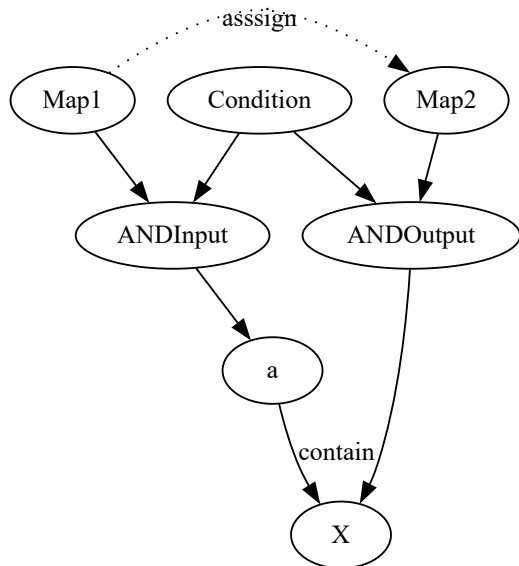 asssign
Map1
Condition
Map2
ANDInput
ANDOutput
a
contain
X